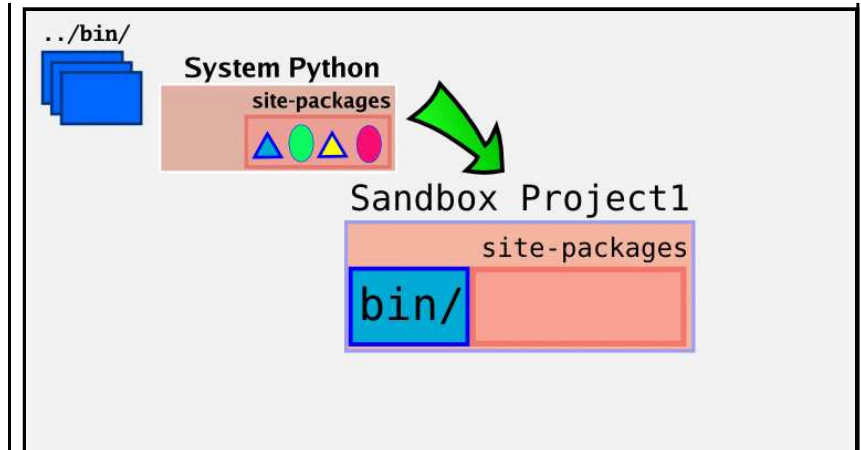 ../bin/
System Python
site-packages
Sandbox Project1
site-packages
bin/